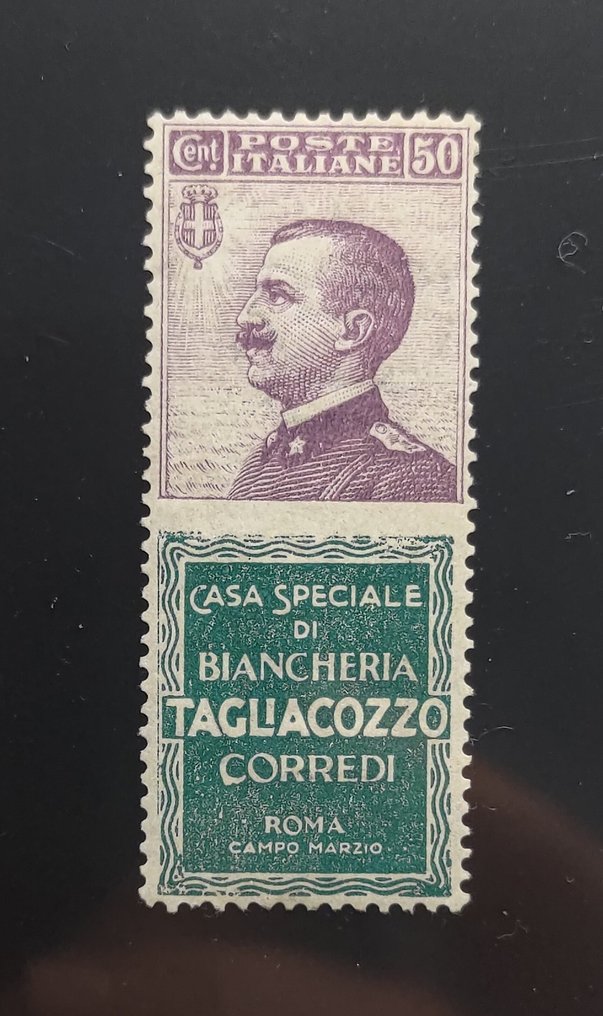 Cent. POSTE ITALIANE 50
CASA SPECIALE
DI
BIANCHERIA
TAGLIACOZZO
CORREDI
ROMA
CAMPO MARZIO